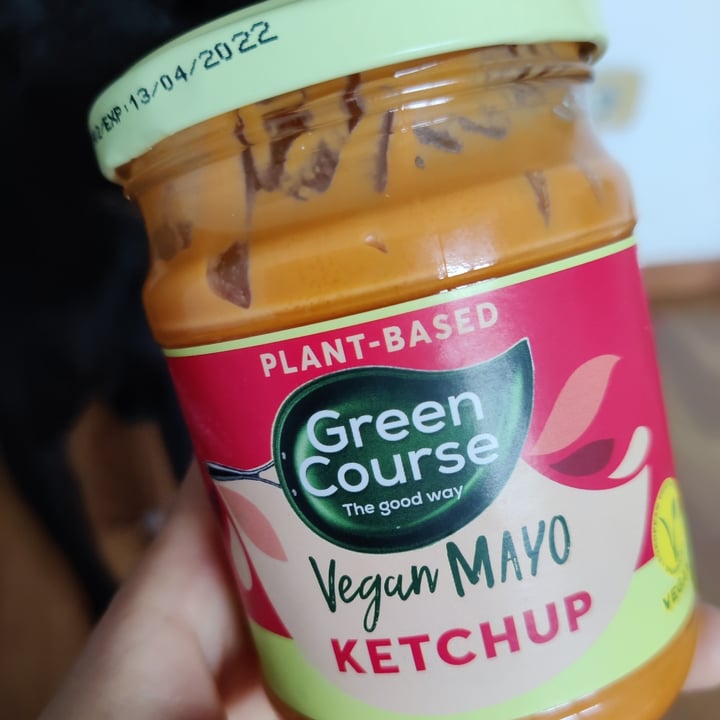 EXP:13/04/2022
PLANT-BASED
Green
Course
The good way
Vegan MAYO
KETCHUP